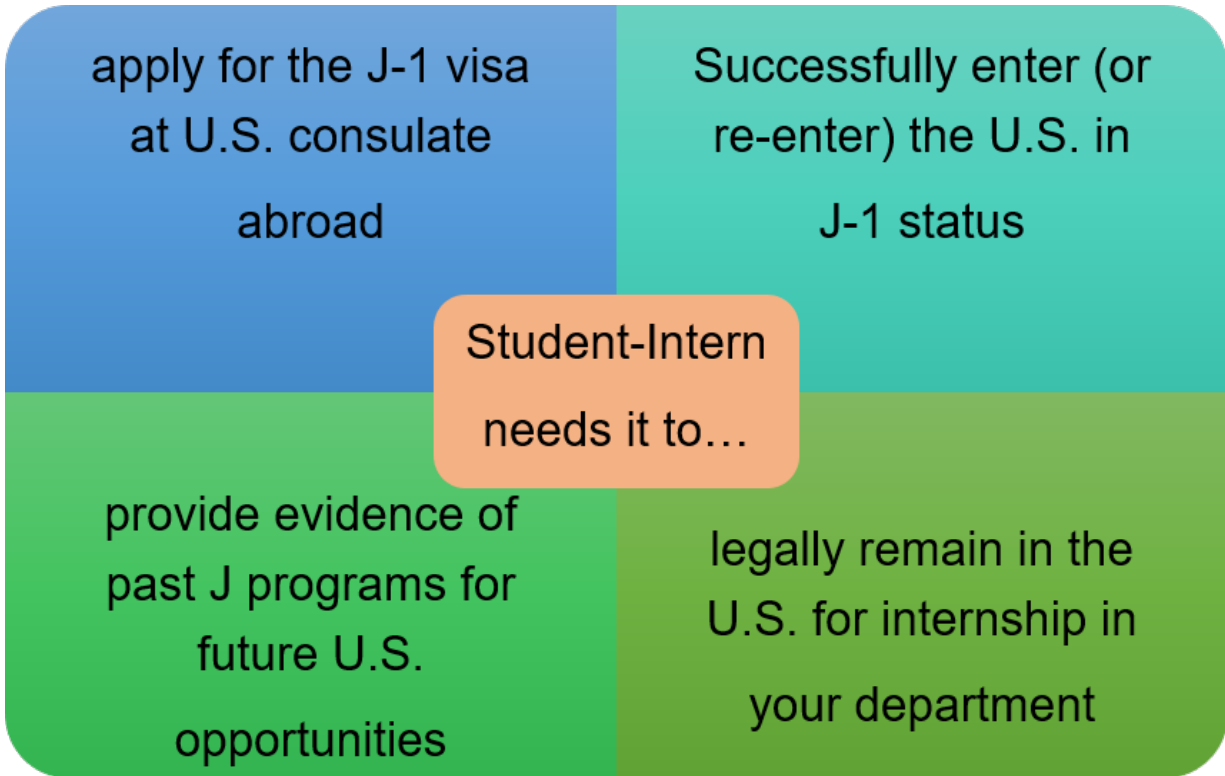 apply for the J-1 visa
at U.S. consulate
abroad
Successfully enter (or
re-enter) the U.S. in
J-1 status
Student-Intern
needs it to…
provide evidence of
past J programs for
future U.S.
opportunities
legally remain in the
U.S. for internship in
your department